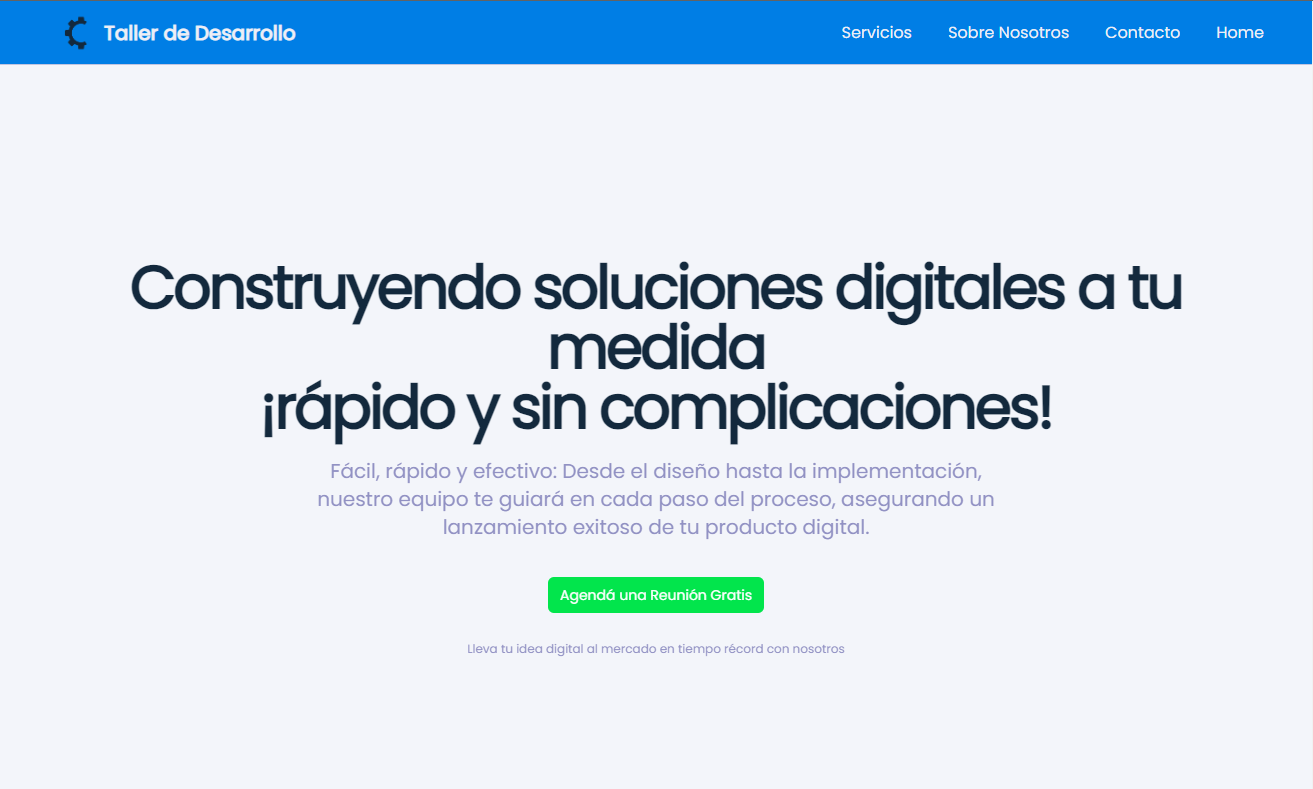 Taller de Desarrollo
Servicios
Sobre Nosotros
Contacto
Home
Construyendo soluciones digitales a tu
medida
¡rápido y sin complicaciones!
Fácil, rápido y efectivo: Desde el diseño hasta la implementación,
nuestro equipo te guiará en cada paso del proceso, asegurando un
lanzamiento exitoso de tu producto digital.
Agendá una Reunión Gratis
Lleva tu idea digital al mercado en tiempo récord con nosotros